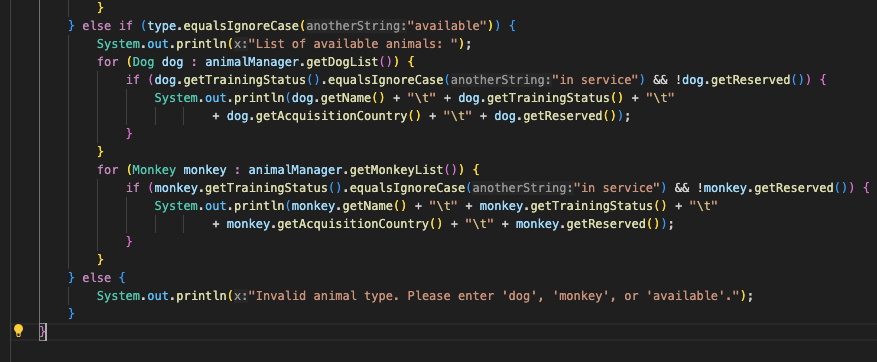 }
} else if (type.equalsIgnoreCase(anotherString:"available")) {
System.out.println(x:"List of available animals: ");
for (Dog dog : animalManager.getDogList()) {
if (dog.getTrainingStatus().equalsIgnoreCase(anotherString:"in service") && !dog.getReserved()) {
System.out.println(dog.getName() + "\t" + dog.getTrainingStatus() + "\t"
+ dog.getAcquisitionCountry() + "\t" + dog.getReserved());
}
}
for (Monkey monkey : animalManager.getMonkeyList()) {
if (monkey.getTrainingStatus().equalsIgnoreCase(anotherString:"in service") && !monkey.getReserved()) {
System.out.println(monkey.getName() + "\t" + monkey.getTrainingStatus() + "\t"
+ monkey.getAcquisitionCountry() + "\t" + monkey.getReserved());
}
}
} else {
System.out.println(x:"Invalid animal type. Please enter 'dog', 'monkey', or 'available'.");
}
}